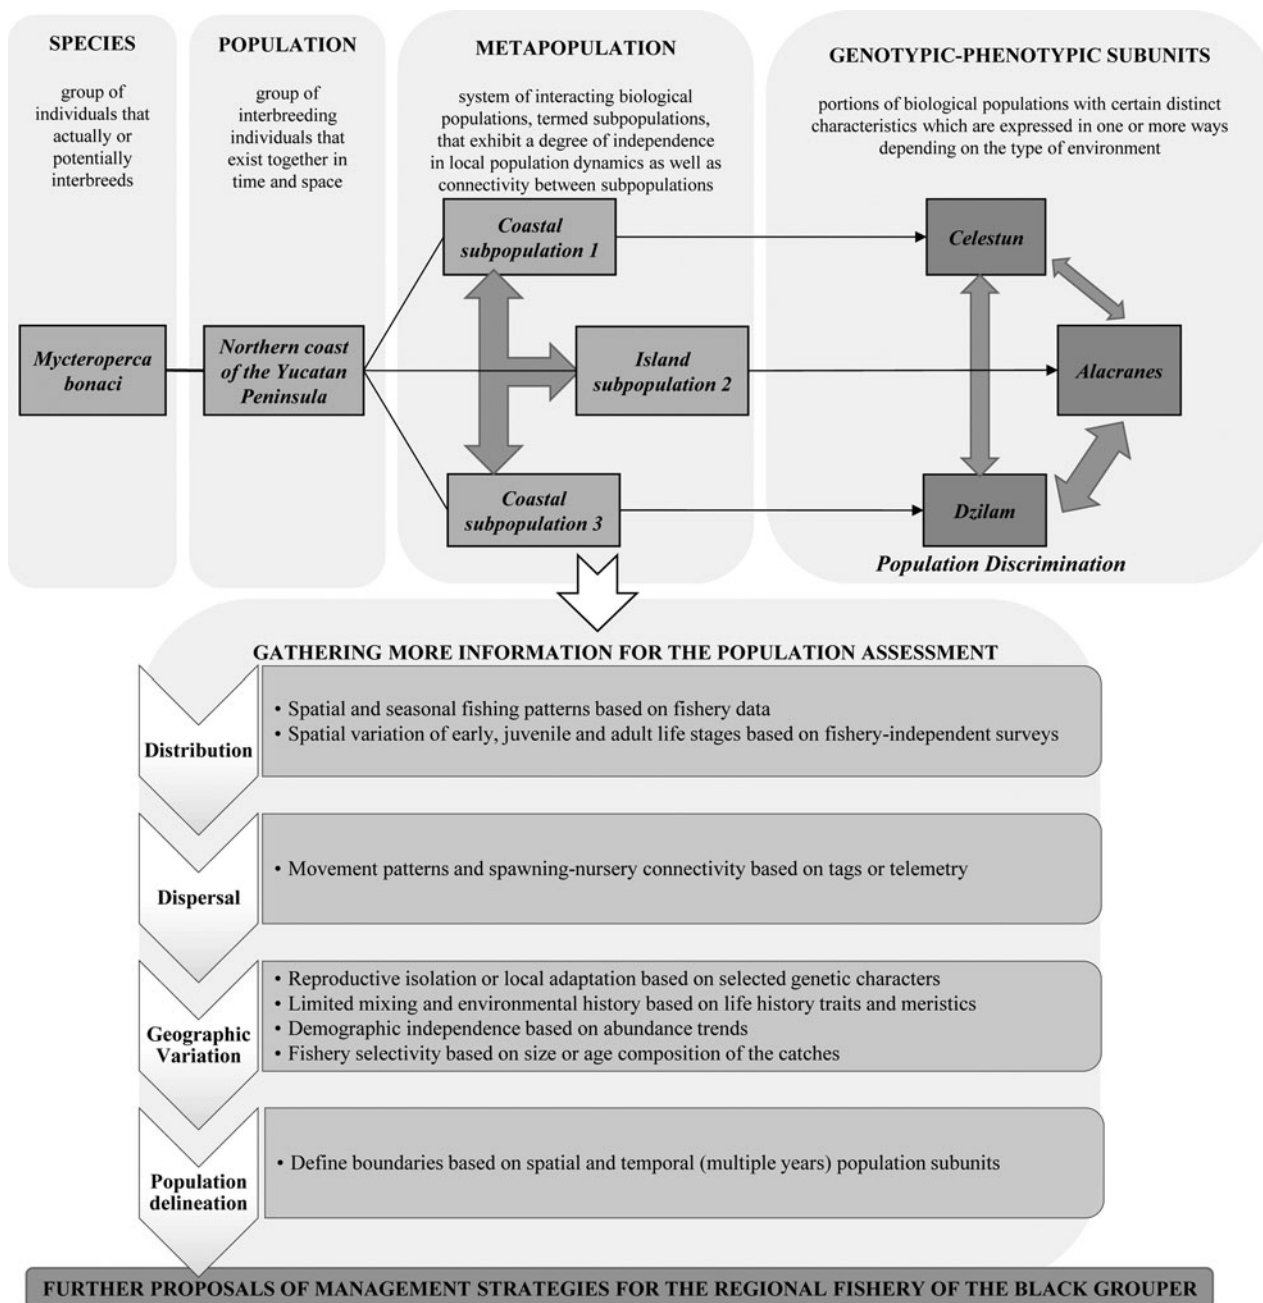 SPECIES
group of
individuals that
actually or
potentially
interbreeds
POPULATION
group of
interbreeding
individuals that
exist together in
time and space
METAPOPULATION
system of interacting biological
populations, termed subpopulations,
that exhibit a degree of independence
in local population dynamics as well as
connectivity between subpopulations
GENOTYPIC-PHENOTYPIC SUBUNITS
portions of biological populations with certain distinct
characteristics which are expressed in one or more ways
depending on the type of environment
Mycteroperca
bonaci
Northern coast
of the Yucatan
Peninsula
Coastal
subpopulation 1
Island
subpopulation 2
Coastal
subpopulation 3
Celestun
Alacranes
Dzilam
Population Discrimination
GATHERING MORE INFORMATION FOR THE POPULATION ASSESSMENT
Distribution
• Spatial and seasonal fishing patterns based on fishery data
• Spatial variation of early, juvenile and adult life stages based on fishery-independent surveys
Dispersal
• Movement patterns and spawning-nursery connectivity based on tags or telemetry
Geographic
Variation
• Reproductive isolation or local adaptation based on selected genetic characters
• Limited mixing and environmental history based on life history traits and meristics
• Demographic independence based on abundance trends
• Fishery selectivity based on size or age composition of the catches
Population
delineation
• Define boundaries based on spatial and temporal (multiple years) population subunits
FURTHER PROPOSALS OF MANAGEMENT STRATEGIES FOR THE REGIONAL FISHERY OF THE BLACK GROUPER